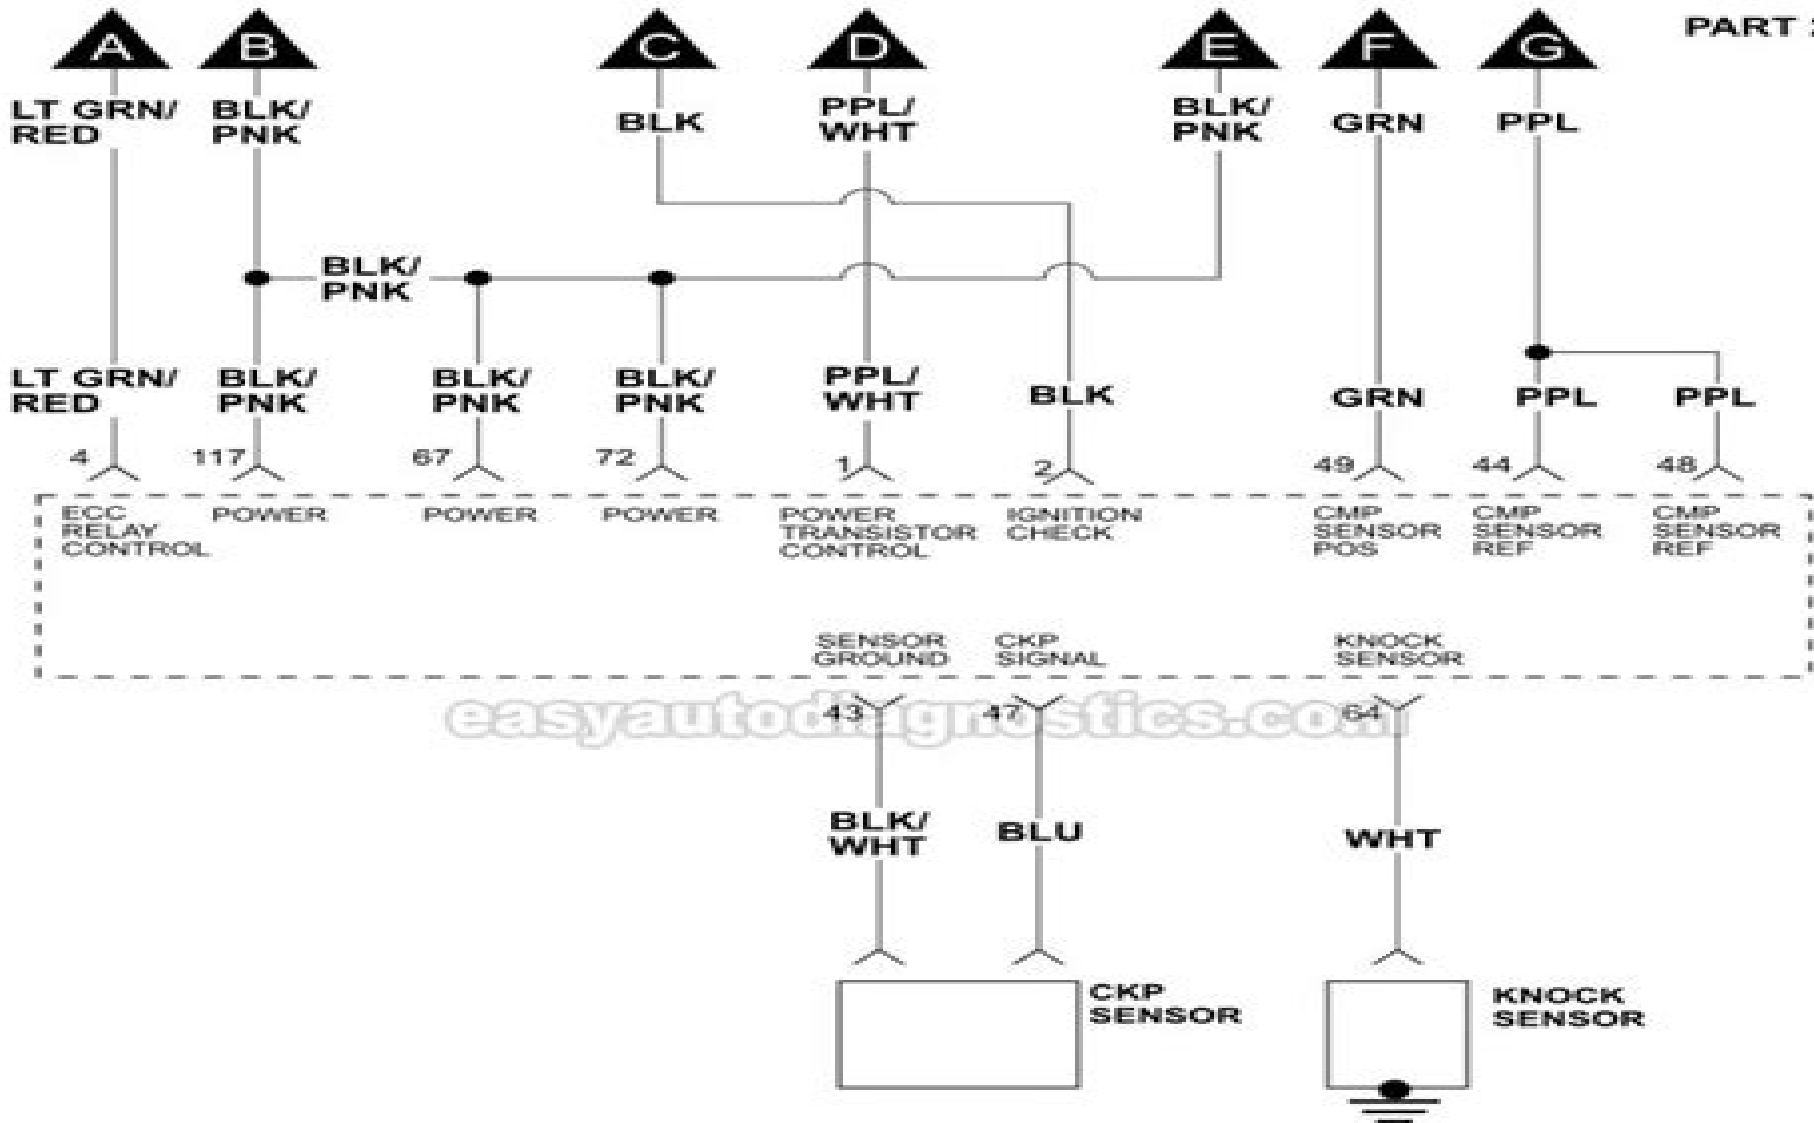 A B C D E F G PART 2
LT GRN/ BLK/ BLK PPL/ BLK/ GRN PPL
RED PNK WHT PNK
BLK/
PNK
LT GRN/ BLK/ BLK/ BLK/ PPL/ BLK GRN PPL PPL
RED PNK PNK PNK WHT
4 117 67 72 1 2 49 44 48
ECC POWER POWER POWER POWER IGNITION CMP CMP CMP
RELAY TRANSISTOR CHECK SENSOR SENSOR SENSOR
CONTROL CONTROL POS REF REF
SENSOR CKP KNOCK
GROUND SIGNAL SENSOR
43 47 64
easyautodiagnostics.com
BLK/ BLU WHT
WHT
CKP KNOCK
SENSOR SENSOR